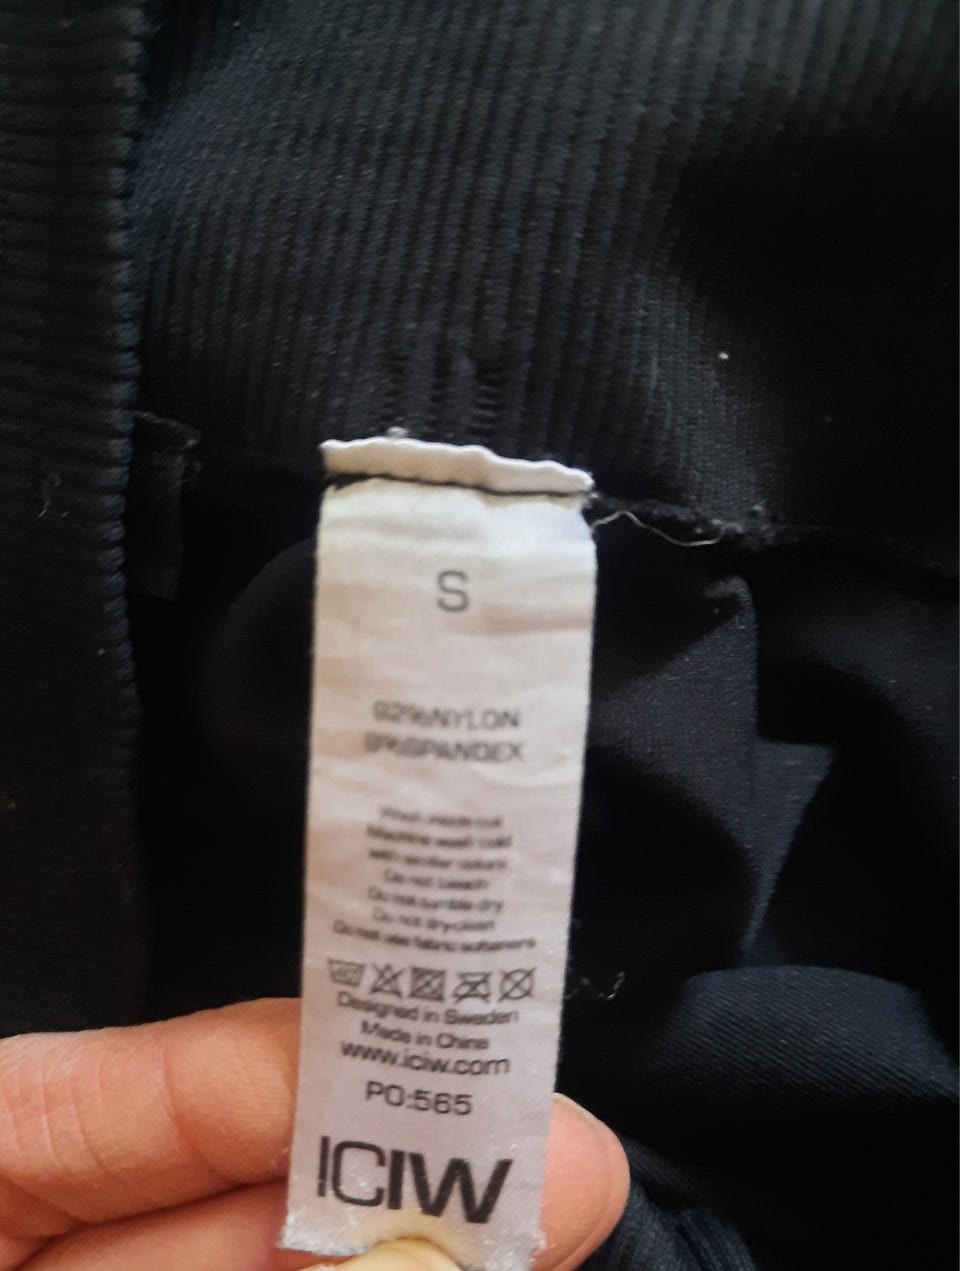 S
92%NYLON
8%SPANDEX
Wash inside out
Machine wash cold
with similar colours
Do not bleach
Do not tumble dry
Do not dryclean
Do not use fabric softeners
Designed in Sweden
Made in China
www.iciw.com
PO:565
ICIW